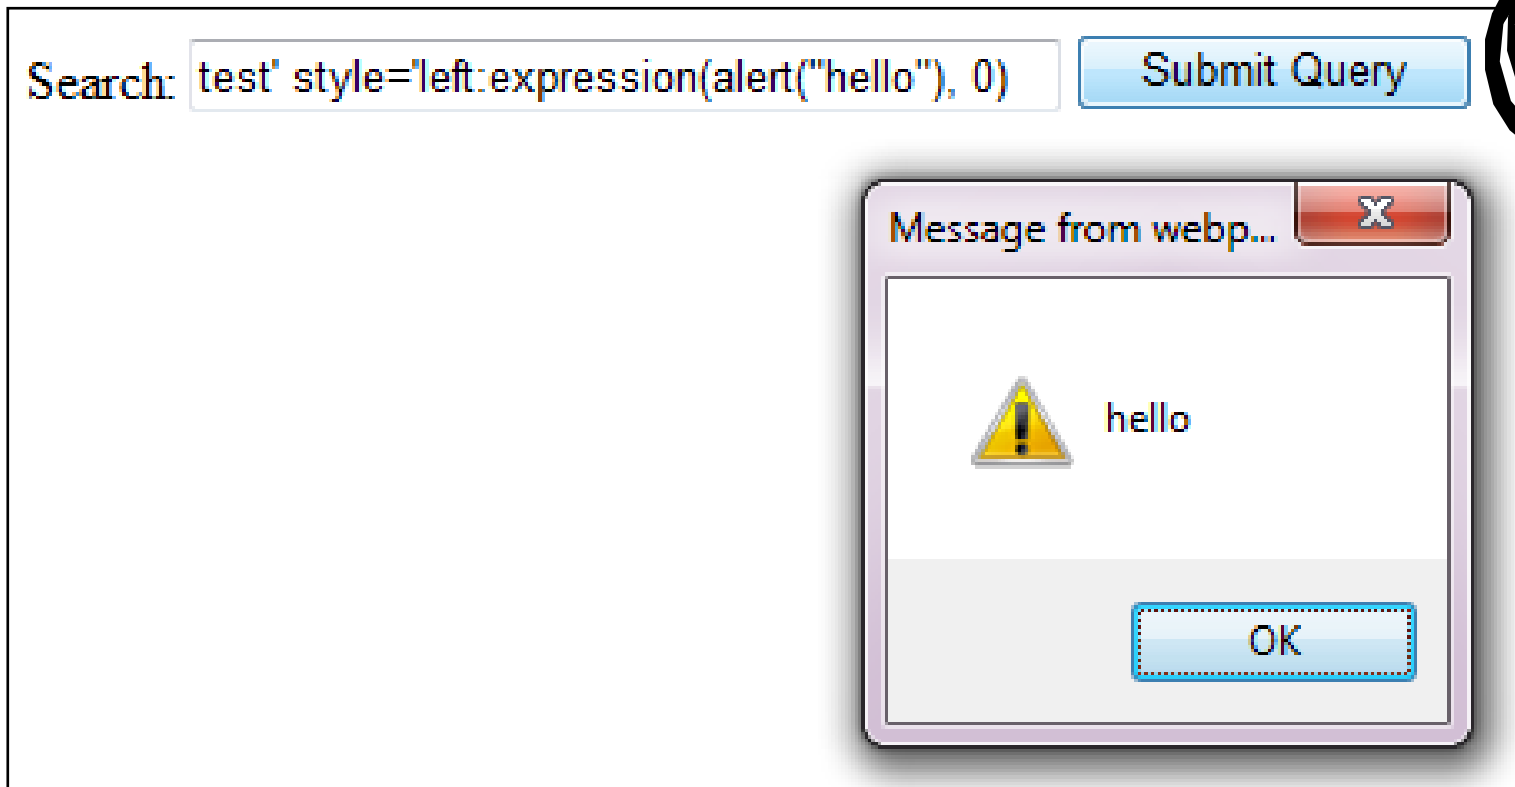 Search: test' style='left:expression(alert("hello"), 0) Submit Query
Message from webp...
hello
OK